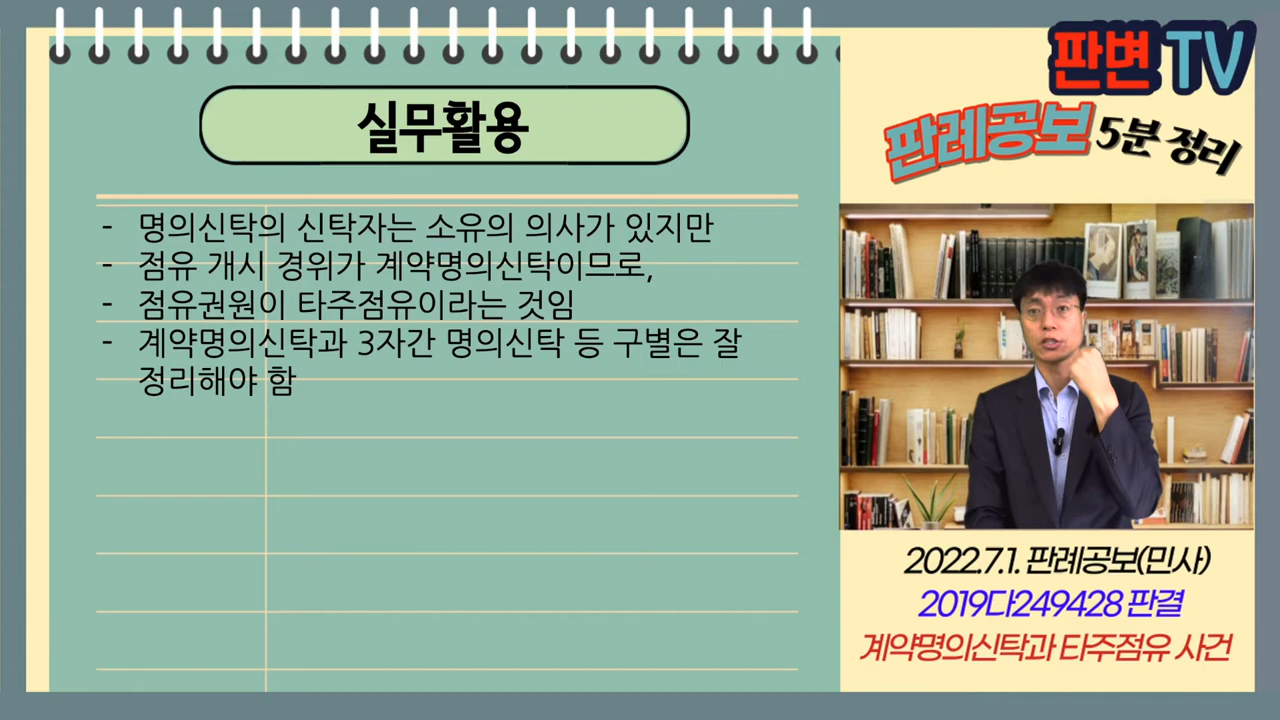 실무활용
- 명의신탁의 신탁자는 소유의 의사가 있지만
- 점유 개시 경위가 계약명의신탁이므로,
- 점유권원이 타주점유이라는 것임
- 계약명의신탁과 3자간 명의신탁 등 구별은 잘
정리해야 함
판변 TV
판례공보 5분 정리
2022.7.1. 판례공보(민사)
2019다249428 판결
계약명의신탁과 타주점유 사건